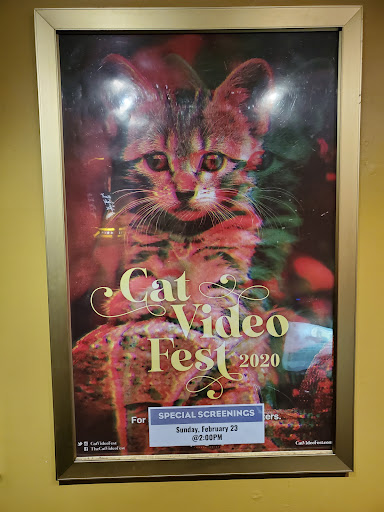 Cat
Video
Fest 2020
For
ers.
SPECIAL SCREENINGS
Sunday, February 23
@2:00PM
CatVideoFest
TheCatVideoFest
CatVideoFest.com